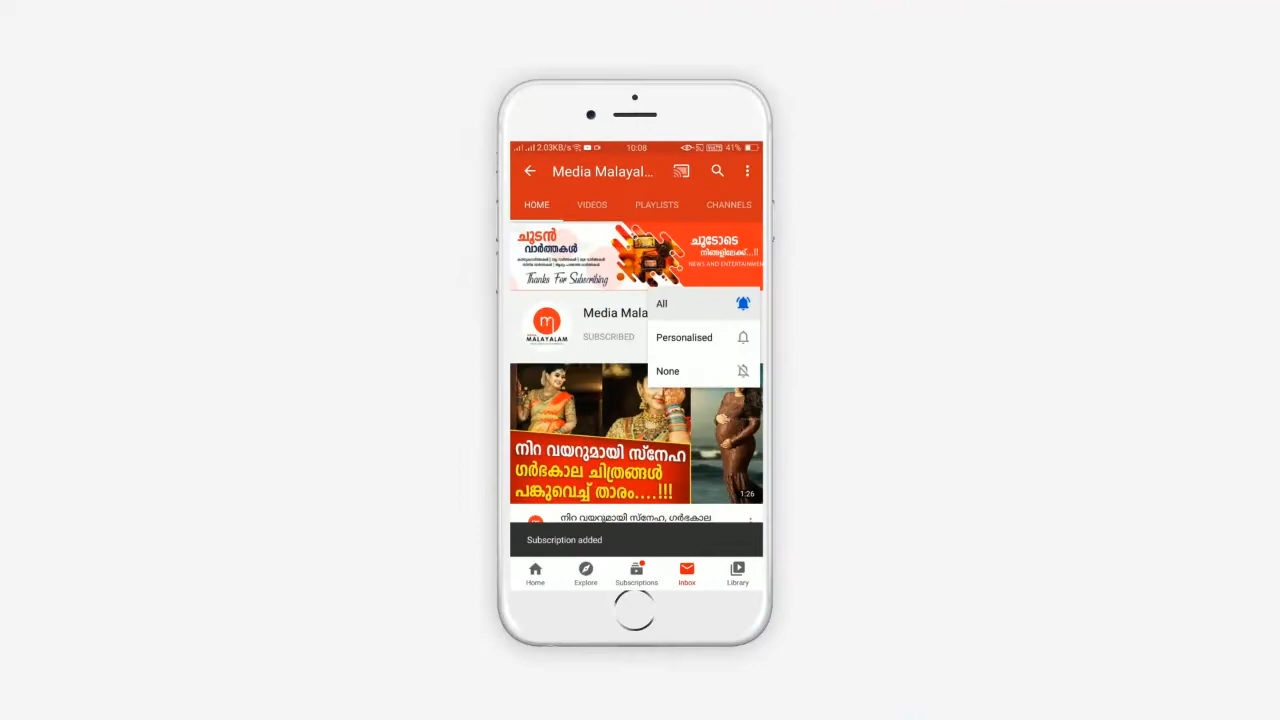 2.03KB/s 10:08 41%
Media Malayal...
HOME VIDEOS PLAYLISTS CHANNELS
ചൂടൻ
വാർത്തകൾ
Thanks For Subscribing
ചൂടോടെ
നിങ്ങളിലേക്ക്...!!
NEWS AND ENTERTAINMEN
All
Media Mala
SUBSCRIBED
Personalised
None
m
MALAYALAM
നിറ വയറുമായി സ്നേഹ
ഗർഭകാല ചിത്രങ്ങൾ
പങ്കുവെച്ച് താരം....!!!
1:26
നിറ വയറുമായി സ്നേഹ, ഗർഭകാല
Subscription added
Home Explore Subscriptions Inbox Library